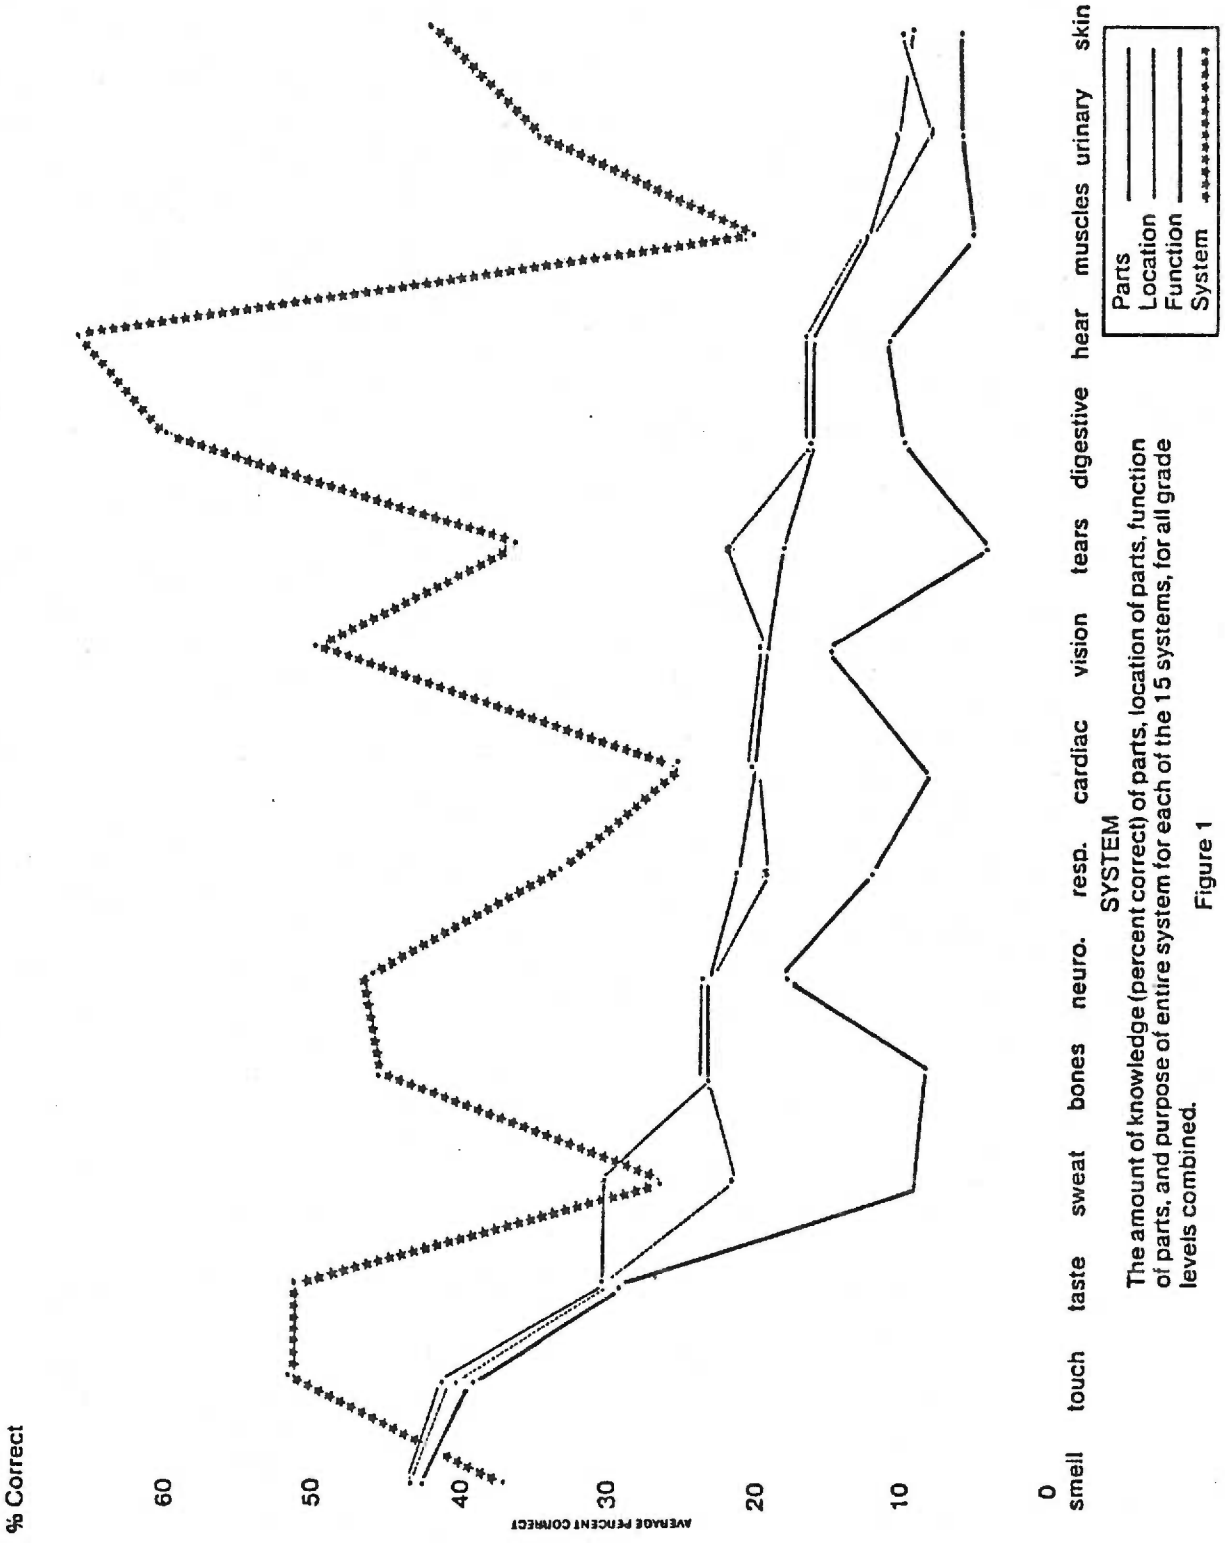 % Correct
60
50
40
30
20
10
0
AVERAGE PERCENT CORRECT
smell touch taste sweat bones neuro. resp. cardiac vision tears digestive hear muscles urinary skin
SYSTEM
Parts
Location
Function
System
The amount of knowledge (percent correct) of parts, location of parts, function
of parts, and purpose of entire system for each of the 15 systems, for all grade
levels combined.
Figure 1